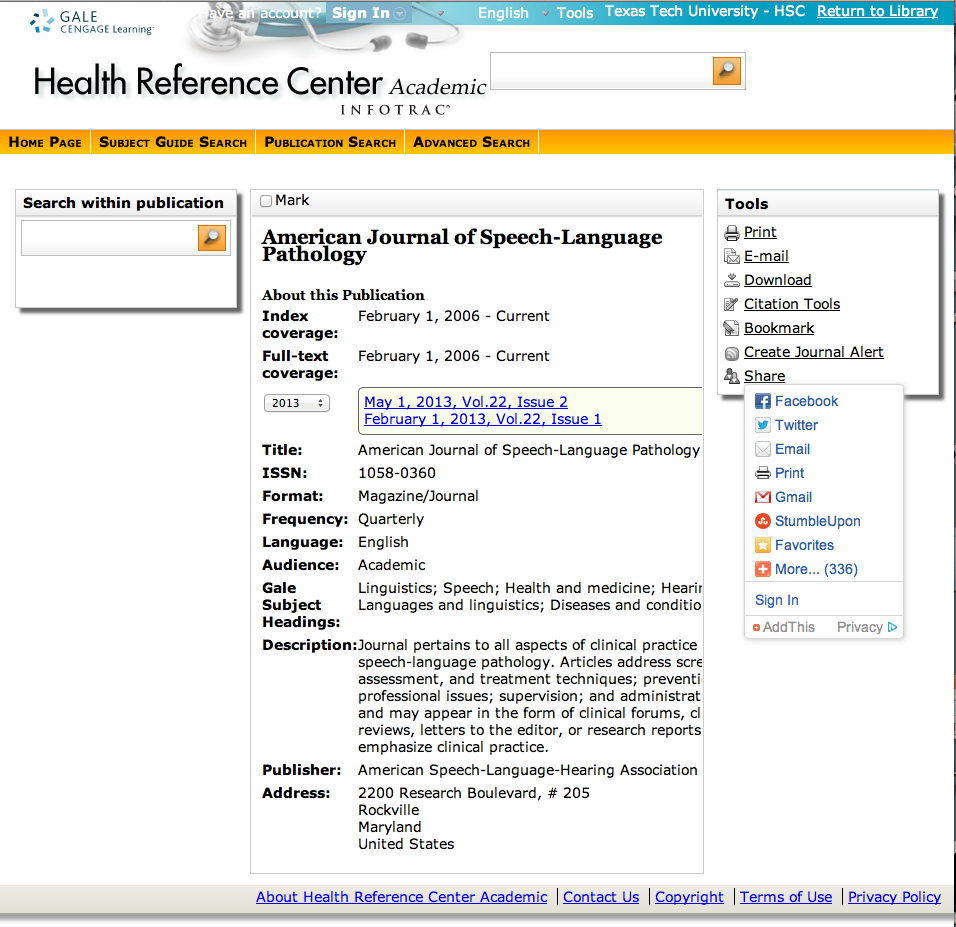 GALE
CENGAGE Learning
ave an account? Sign In
English
Tools
Texas Tech University - HSC
Return to Library
Health Reference Center Academic
INFOTRAC®
HOME PAGE
SUBJECT GUIDE SEARCH
PUBLICATION SEARCH
ADVANCED SEARCH
Search within publication
Mark
American Journal of Speech-Language
Pathology
About this Publication
Index
coverage:
February 1, 2006 - Current
Full-text
coverage:
February 1, 2006 - Current
2013
May 1, 2013, Vol.22, Issue 2
February 1, 2013, Vol.22, Issue 1
Title: American Journal of Speech-Language Pathology
ISSN: 1058-0360
Format: Magazine/Journal
Frequency: Quarterly
Language: English
Audience: Academic
Gale
Subject
Headings:
Linguistics; Speech; Health and medicine; Hearin
Languages and linguistics; Diseases and conditio
Description: Journal pertains to all aspects of clinical practice
speech-language pathology. Articles address scre
assessment, and treatment techniques; preventi
professional issues; supervision; and administrat
and may appear in the form of clinical forums, cl
reviews, letters to the editor, or research reports
emphasize clinical practice.
Publisher: American Speech-Language-Hearing Association
Address: 2200 Research Boulevard, # 205
Rockville
Maryland
United States
Tools
Print
E-mail
Download
Citation Tools
Bookmark
Create Journal Alert
Share
Facebook
Twitter
Email
Print
Gmail
StumbleUpon
Favorites
More... (336)
Sign In
AddThis
Privacy
About Health Reference Center Academic | Contact Us | Copyright | Terms of Use | Privacy Policy